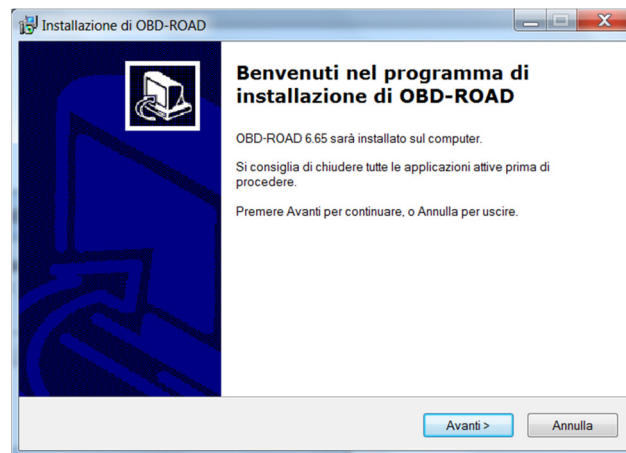 Installazione di OBD-ROAD
Benvenuti nel programma di
installazione di OBD-ROAD
OBD-ROAD 6.65 sarà installato sul computer.
Si consiglia di chiudere tutte le applicazioni attive prima di
procedere.
Premere Avanti per continuare, o Annulla per uscire.
Avanti >
Annulla